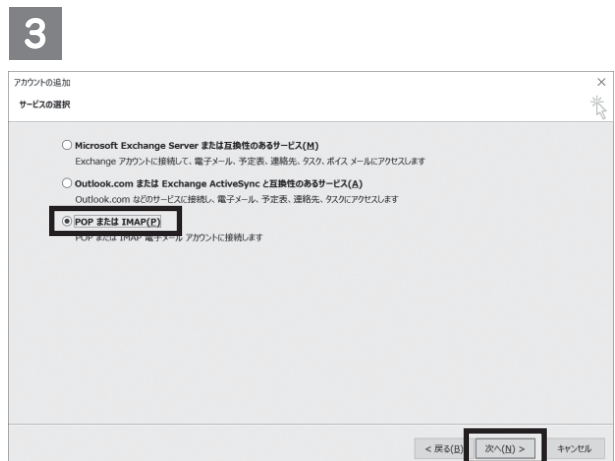 3
アカウントの追加
サービスの選択
Microsoft Exchange Server または互換性のあるサービス(M)
Exchange アカウントに接続して、電子メール、予定表、連絡先、タスク、ボイス メールにアクセスします
Outlook.com または Exchange ActiveSync と互換性のあるサービス(A)
Outlook.com などのサービスに接続し、電子メール、予定表、連絡先、タスクにアクセスします
POP または IMAP(P)
POP または IMAP 電子メール アカウントに接続します
< 戻る(B) 次へ(N) > キャンセル